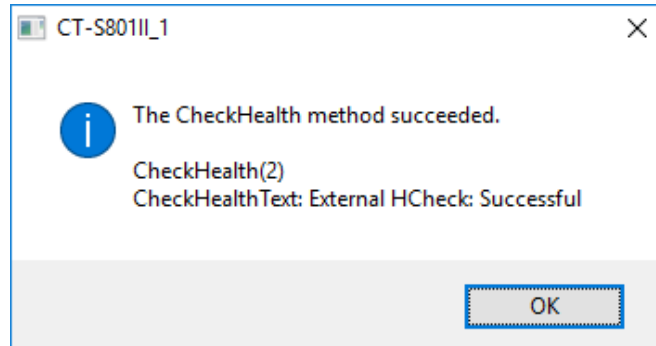 CT-S801II_1
The CheckHealth method succeeded.
CheckHealth(2)
CheckHealthText: External HCheck: Successful
OK